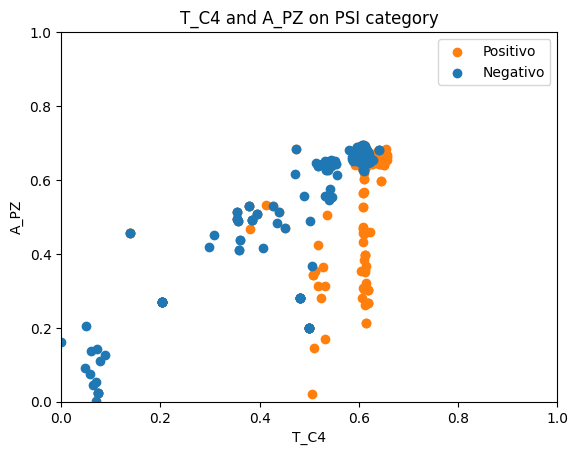 T_C4 and A_PZ on PSI category
Positivo
Negativo
1.0
0.8
0.6
0.4
0.2
0.0
A_PZ
0.0 0.2 0.4 0.6 0.8 1.0
T_C4